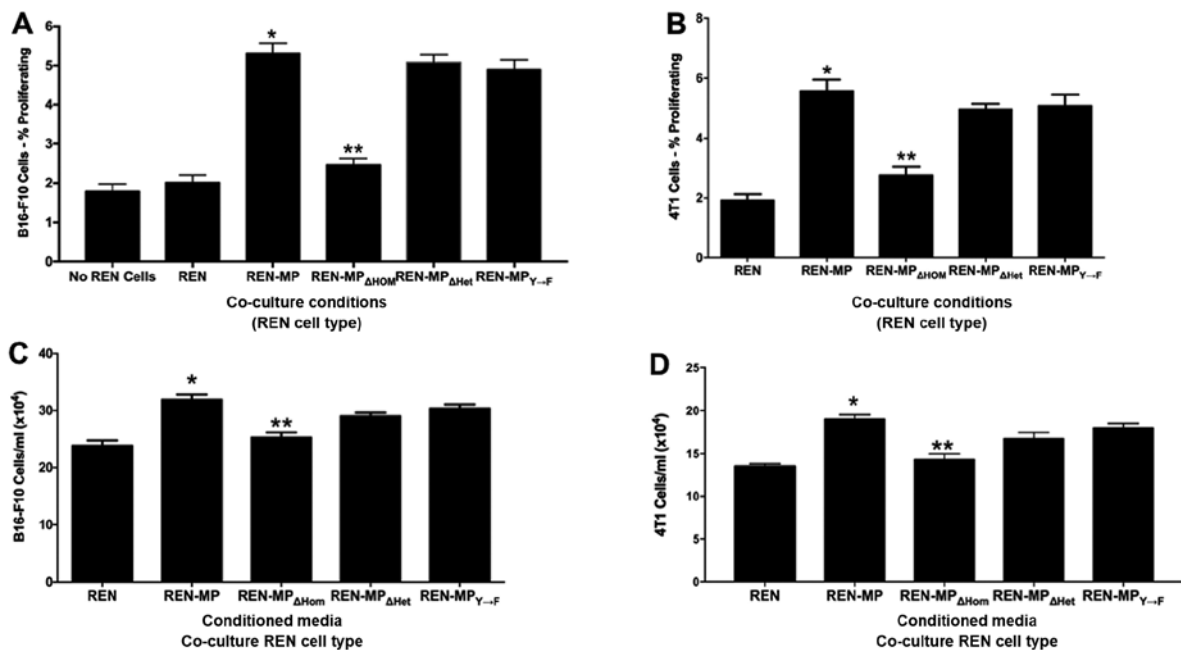 A
B16-F10 Cells - % Proliferating
6
5
4
3
2
1
0
*
**
No REN Cells REN REN-MP REN-MPΔHOM REN-MPΔHet REN-MPY→F
Co-culture conditions
(REN cell type)
B
4T1 Cells - % Proliferating
8
6
4
2
0
*
**
REN REN-MP REN-MPΔHOM REN-MPΔHet REN-MPY→F
Co-culture conditions
(REN cell type)
C
B16-F10 Cells/ml (x10⁴)
40
30
20
10
0
*
**
REN REN-MP REN-MPΔHom REN-MPΔHet REN-MPY→F
Conditioned media
Co-culture REN cell type
D
4T1 Cells/ml (x10⁴)
25
20
15
10
5
0
*
**
REN REN-MP REN-MPΔHom REN-MPΔHet REN-MPY→F
Conditioned media
Co-culture REN cell type